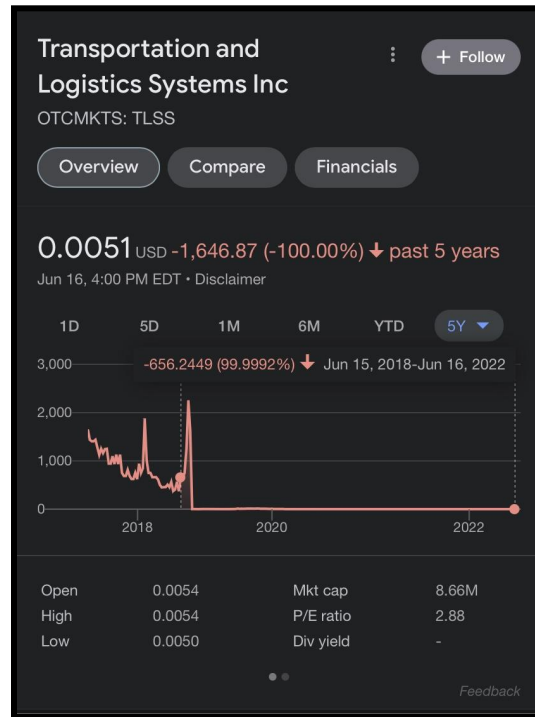 Transportation and
Logistics Systems Inc
+ Follow
OTCMKTS: TLSS
Overview Compare Financials
0.0051 USD -1,646.87 (-100.00%) ↓ past 5 years
Jun 16, 4:00 PM EDT • Disclaimer
1D 5D 1M 6M YTD 5Y
-656.2449 (99.9992%) ↓ Jun 15, 2018-Jun 16, 2022
3,000
2,000
1,000
0
2018 2020 2022
Open 0.0054 Mkt cap 8.66M
High 0.0054 P/E ratio 2.88
Low 0.0050 Div yield -
Feedback